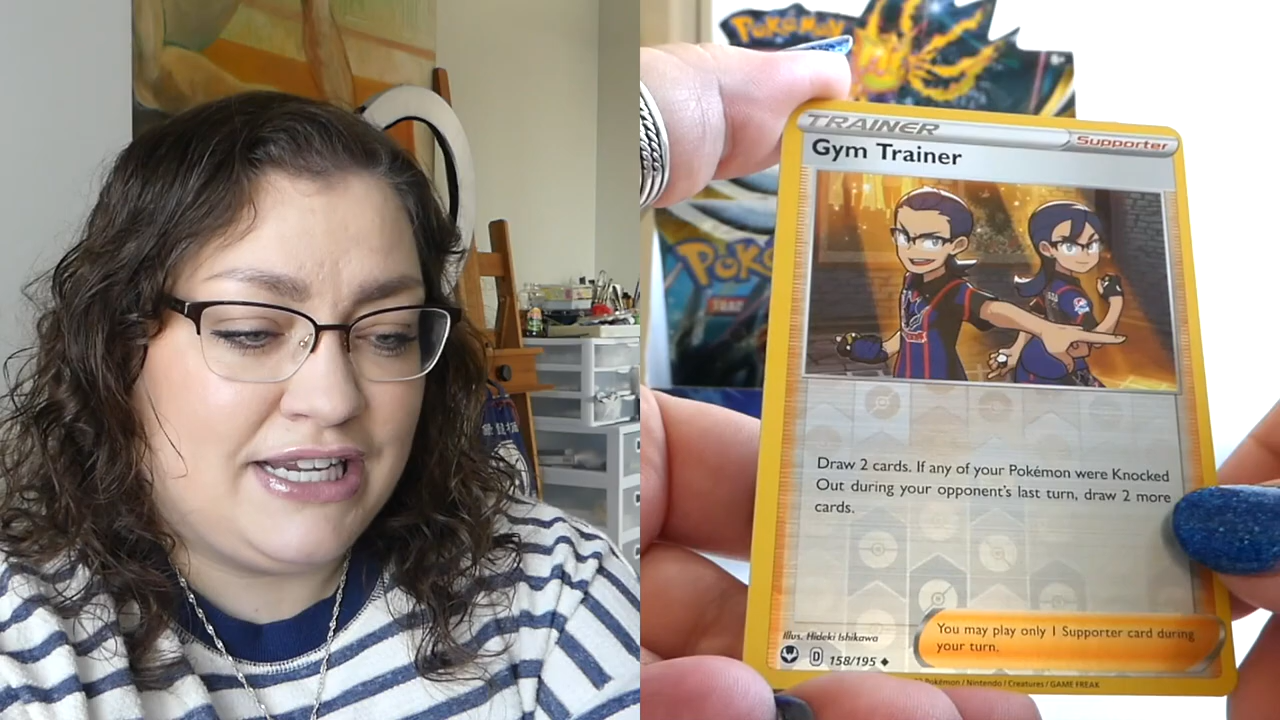 Pokémon
TRAINER
Supporter
Gym Trainer
Draw 2 cards. If any of your Pokémon were Knocked
Out during your opponent's last turn, draw 2 more
cards.
You may play only 1 Supporter card during
your turn.
Illus. Hideki Ishikawa
D 158/195
Pokémon / Nintendo / Creatures / GAME FREAK